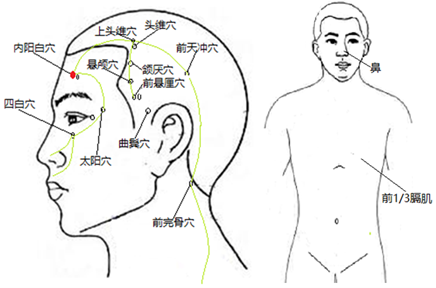 上头维穴
头维穴
内阳白穴
前天冲穴
悬颅穴
颔厌穴
前悬厘穴
四白穴
太阳穴
曲鬓穴
前完骨穴
鼻
前1/3膈肌